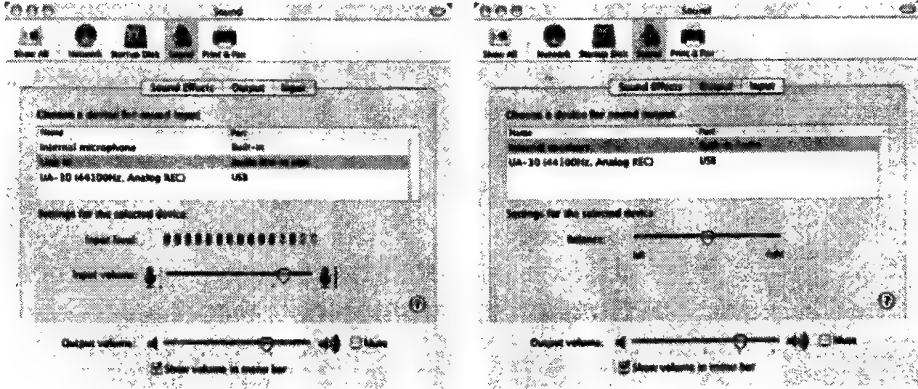 Sound
Show All Network Startup Disk Sound Print & Fax
Sound Effects Output Input
Choose a device for sound input
Name Port
Internal microphone Built-in
Line In Audio line-in port
UA-30 (44100Hz, Analog REC) USB
Settings for the selected device:
Input level:
Input volume:
Output volume: Mute
Show volume in menu bar
Sound
Show All Network Startup Disk Sound Print & Fax
Sound Effects Output Input
Choose a device for sound output
Name Port
Internal speakers Built-in Audio
UA-30 (44100Hz, Analog REC) USB
Settings for the selected device:
Balance:
left right
Output volume: Mute
Show volume in menu bar